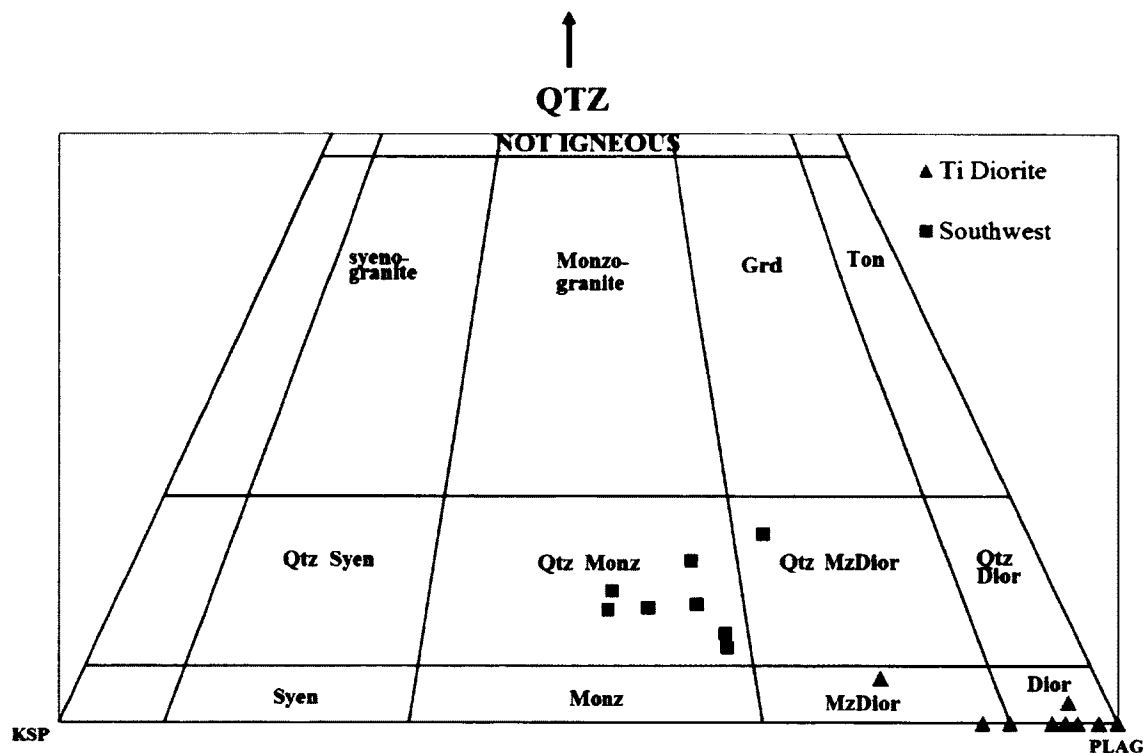 QTZ
NOT IGNEOUS
▲ Ti Diorite
■ Southwest
syeno-
granite
Monzo-
granite
Grd
Ton
Qtz Syen
Qtz Monz
Qtz MzDior
Qtz
Dior
Syen
Monz
MzDior
Dior
KSP
PLAG